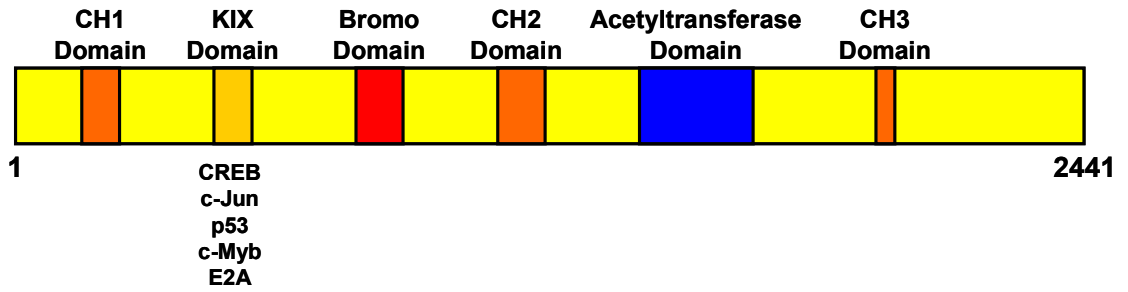 CH1 KIX Bromo CH2 Acetyltransferase CH3
Domain Domain Domain Domain Domain Domain
1 2441
CREB
c-Jun
p53
c-Myb
E2A